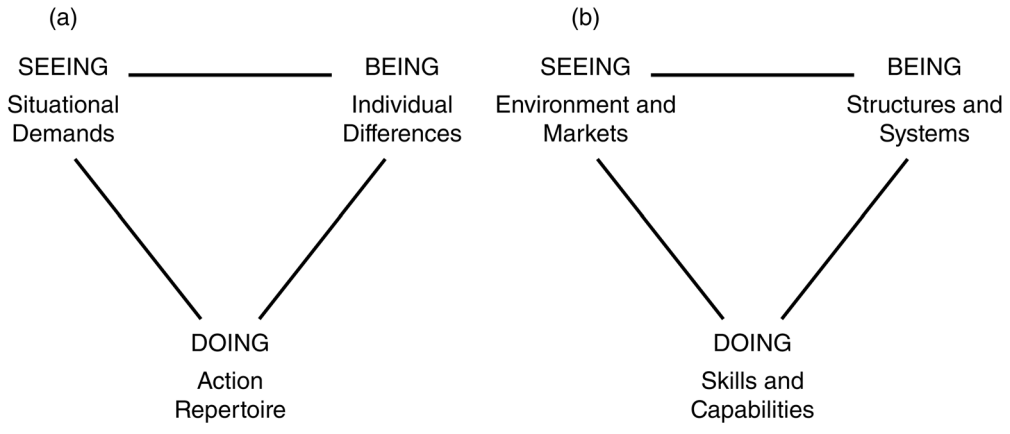 (a)
SEEING
Situational
Demands
BEING
Individual
Differences
DOING
Action
Repertoire
(b)
SEEING
Environment and
Markets
BEING
Structures and
Systems
DOING
Skills and
Capabilities